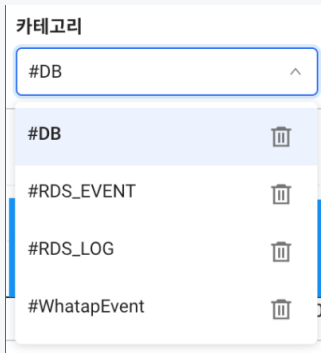 카테고리
#DB
#DB
#RDS_EVENT
#RDS_LOG
#WhatapEvent